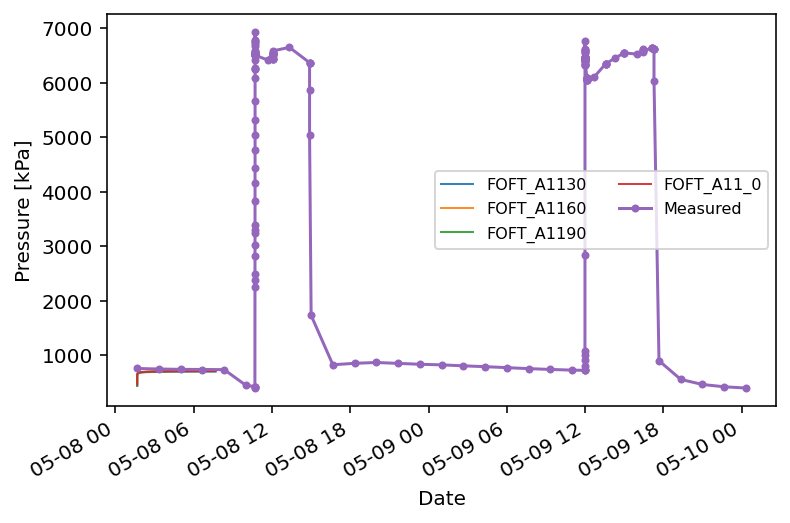 7000
6000
5000
4000
3000
2000
1000
Pressure [kPa]
FOFT_A1130
FOFT_A1160
FOFT_A1190
FOFT_A11_0
Measured
05-08 00
05-08 06
05-08 12
05-08 18
05-09 00
05-09 06
05-09 12
05-09 18
05-10 00
Date